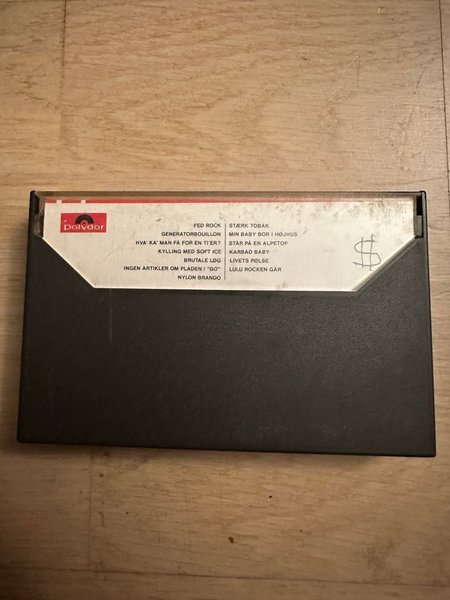 polydor
FED ROCK
GENERATORBOUILLON
HVA' KA' MAN FÅ FOR EN TI'ER?
KYLLING MED SOFT ICE
BRUTALE LØG
INGEN ARTIKLER OM PLADEN I "GO"
NYLON BRANDO
STÆRK TOBAK
MIN BABY BOR I HØJHUS
STÅR PÅ EN ALPETOP
KARBAD BABY
LIVETS PØLSE
LULU ROCKEN GÅR
$